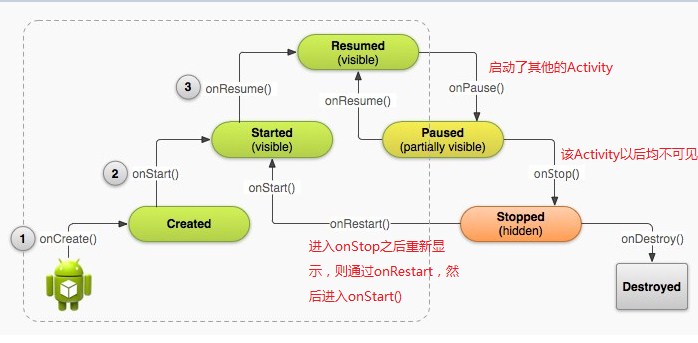 Resumed
(visible)
启动了其他的Activity
3
onResume()
onResume()
onPause()
Started
(visible)
Paused
(partially visible)
该Activity以后均不可见
2
onStart()
onStart()
onStop()
Created
onRestart()
Stopped
(hidden)
1
onCreate()
onDestroy()
进入onStop之后重新显
示，则通过onRestart，然
后进入onStart()
Destroyed